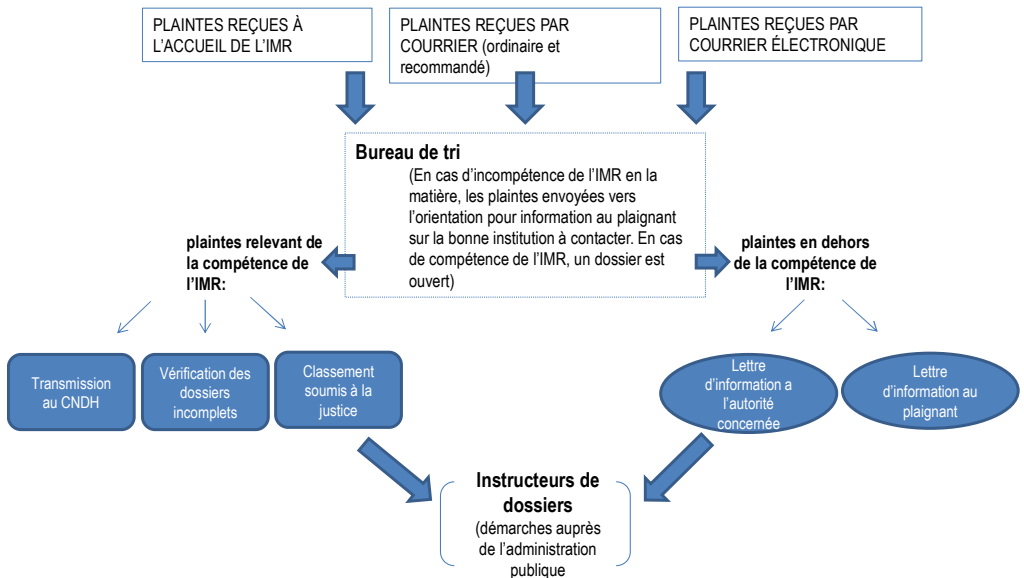 PLAINTES REÇUES À
L'ACCUEIL DE L'IMR
PLAINTES REÇUES PAR
COURRIER (ordinaire et
recommandé)
PLAINTES REÇUES PAR
COURRIER ÉLECTRONIQUE
Bureau de tri
(En cas d'incompétence de l'IMR en la
matière, les plaintes envoyées vers
l'orientation pour information au plaignant
sur la bonne institution à contacter. En cas
de compétence de l'IMR, un dossier est
ouvert)
plaintes relevant de
la compétence de
l'IMR:
plaintes en dehors
de la compétence de
l'IMR:
Transmission
au CNDH
Vérification des
dossiers
incomplets
Classement
soumis à la
justice
Lettre
d'information a
l'autorité
concernée
Lettre
d'information au
plaignant
Instructeurs de
dossiers
(démarches auprès
de l'administration
publique